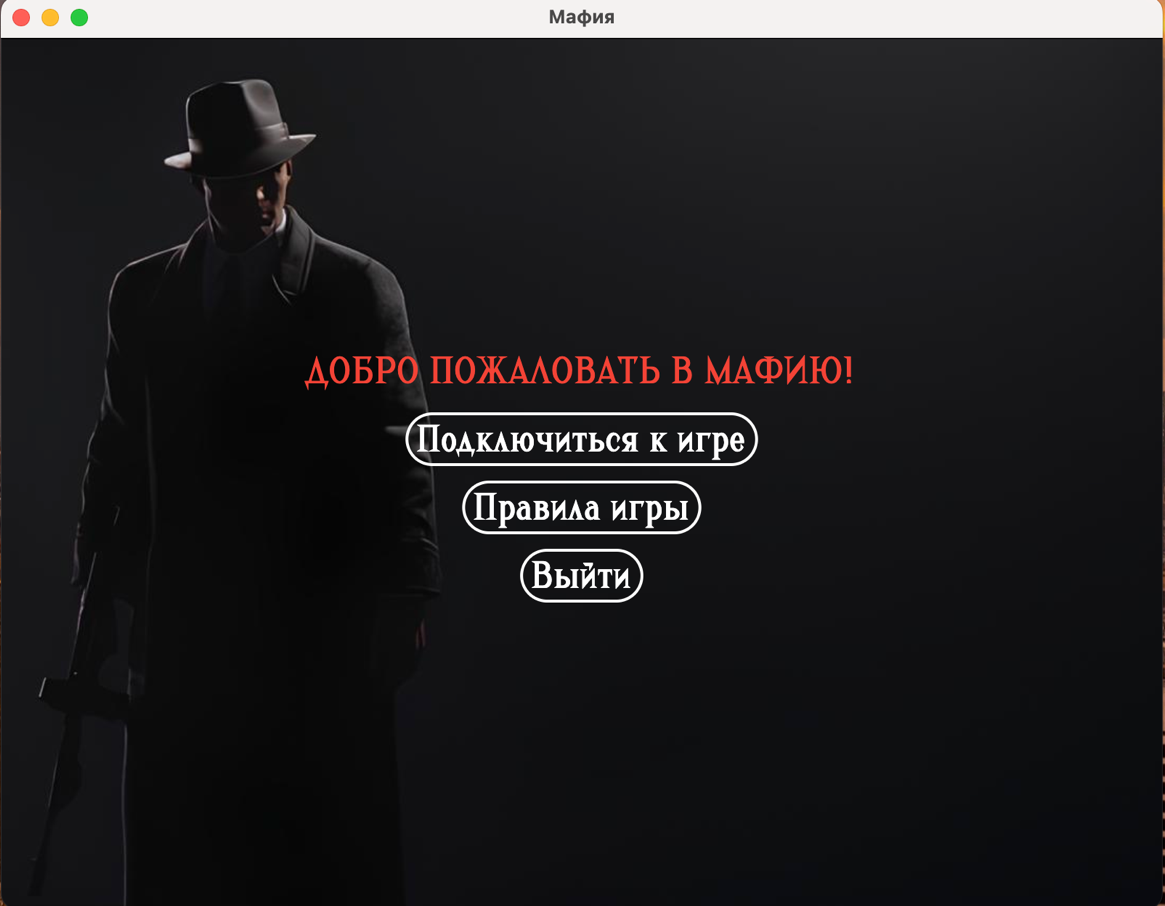 Мафия
ДОБРО ПОЖАЛОВАТЬ В МАФИЮ!
Подключиться к игре
Правила игры
Выйти